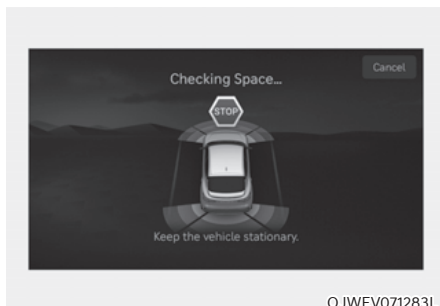 Cancel
Checking Space...
STOP
Keep the vehicle stationary.
OJWEV071283L